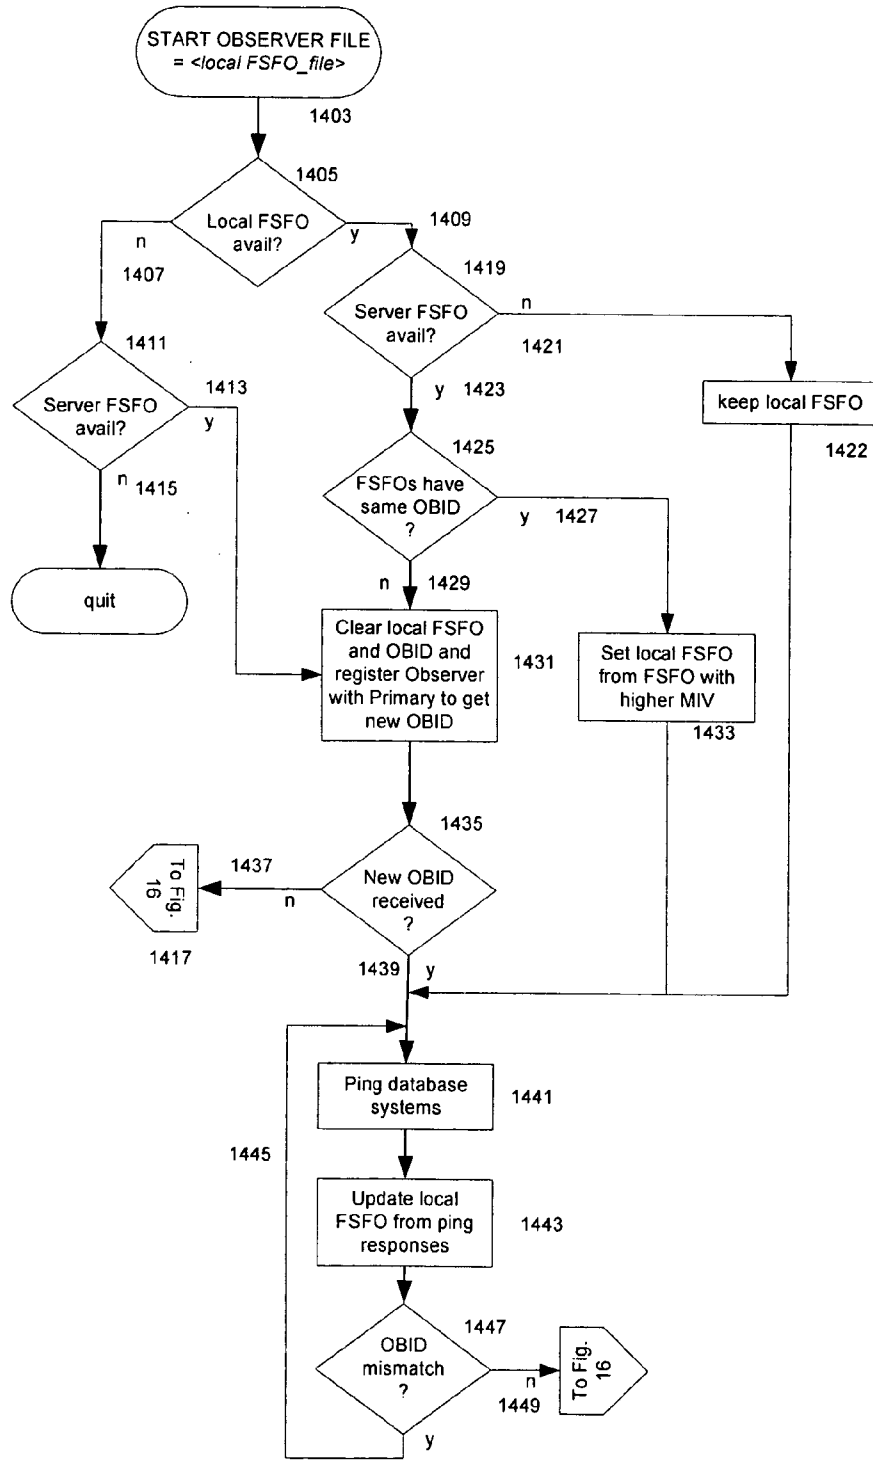 START OBSERVER FILE
= <local FSFO_file>
1403
1405
Local FSFO
avail?
n
y
1409
1407
1419
Server FSFO
avail?
n
1421
1411
1413
Server FSFO
avail?
y
y
1423
keep local FSFO
1422
1425
n
1415
FSFOs have
same OBID
?
y
1427
n
1429
quit
Clear local FSFO
and OBID and
register Observer
with Primary to get
new OBID
1431
Set local FSFO
from FSFO with
higher MIV
1433
1435
1437
New OBID
received
?
n
To Fig.
16
1417
1439
y
Ping database
systems
1441
1445
Update local
FSFO from ping
responses
1443
1447
OBID
mismatch
?
n
1449
To Fig.
16
y